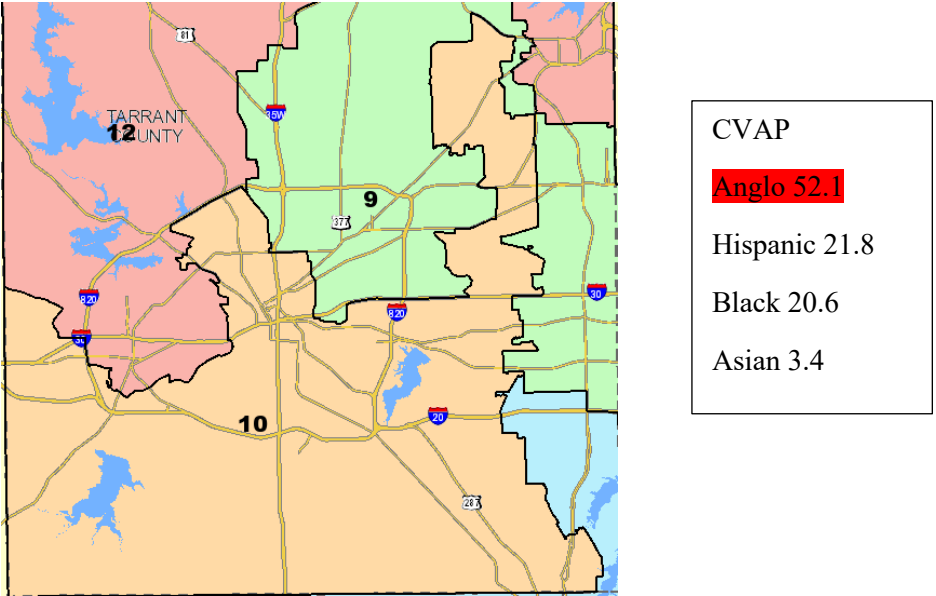 81
35W
TARRANT
12
COUNTY
9
377
820
30
820
30
10
20
287
CVAP
Anglo 52.1
Hispanic 21.8
Black 20.6
Asian 3.4